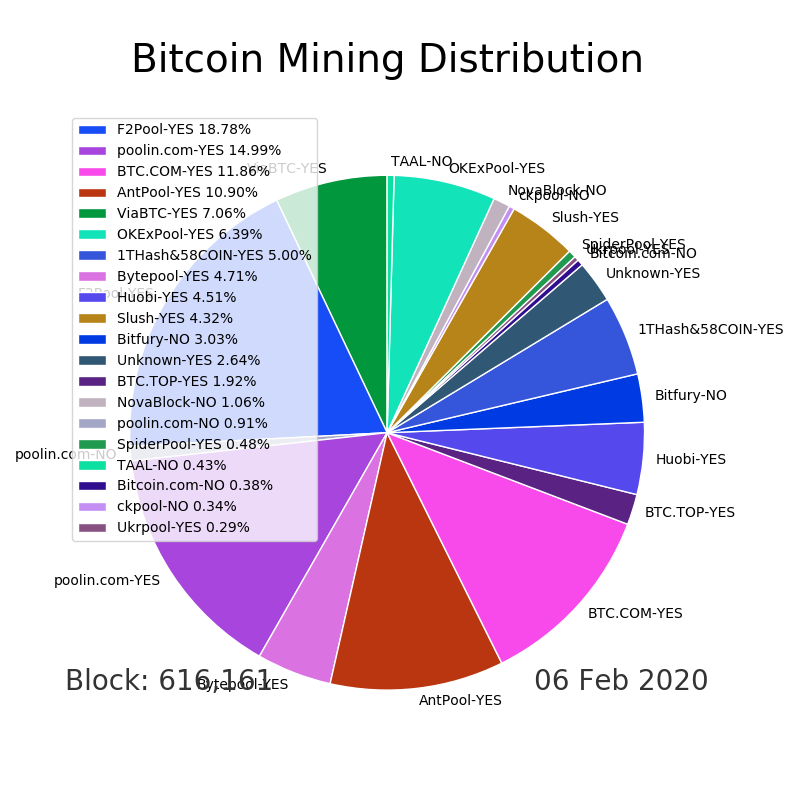 Bitcoin Mining Distribution
F2Pool-YES 18.78%
poolin.com-YES 14.99%
BTC.COM-YES 11.86%
AntPool-YES 10.90%
ViaBTC-YES 7.06%
OKExPool-YES 6.39%
1THash&58COIN-YES 5.00%
Bytepool-YES 4.71%
Huobi-YES 4.51%
Slush-YES 4.32%
Bitfury-NO 3.03%
Unknown-YES 2.64%
BTC.TOP-YES 1.92%
NovaBlock-NO 1.06%
poolin.com-NO 0.91%
SpiderPool-YES 0.48%
TAAL-NO 0.43%
Bitcoin.com-NO 0.38%
ckpool-NO 0.34%
Ukrpool-YES 0.29%
TAAL-NO
OKExPool-YES
NovaBlock-NO
ckpool-NO
Slush-YES
SpiderPool-YES
Ukrpool-YES
Bitcoin.com-NO
Unknown-YES
1THash&58COIN-YES
Bitfury-NO
Huobi-YES
BTC.TOP-YES
BTC.COM-YES
AntPool-YES
Bytepool-YES
poolin.com-YES
poolin.com-NO
F2Pool-YES
ViaBTC-YES
Block: 616,161
06 Feb 2020